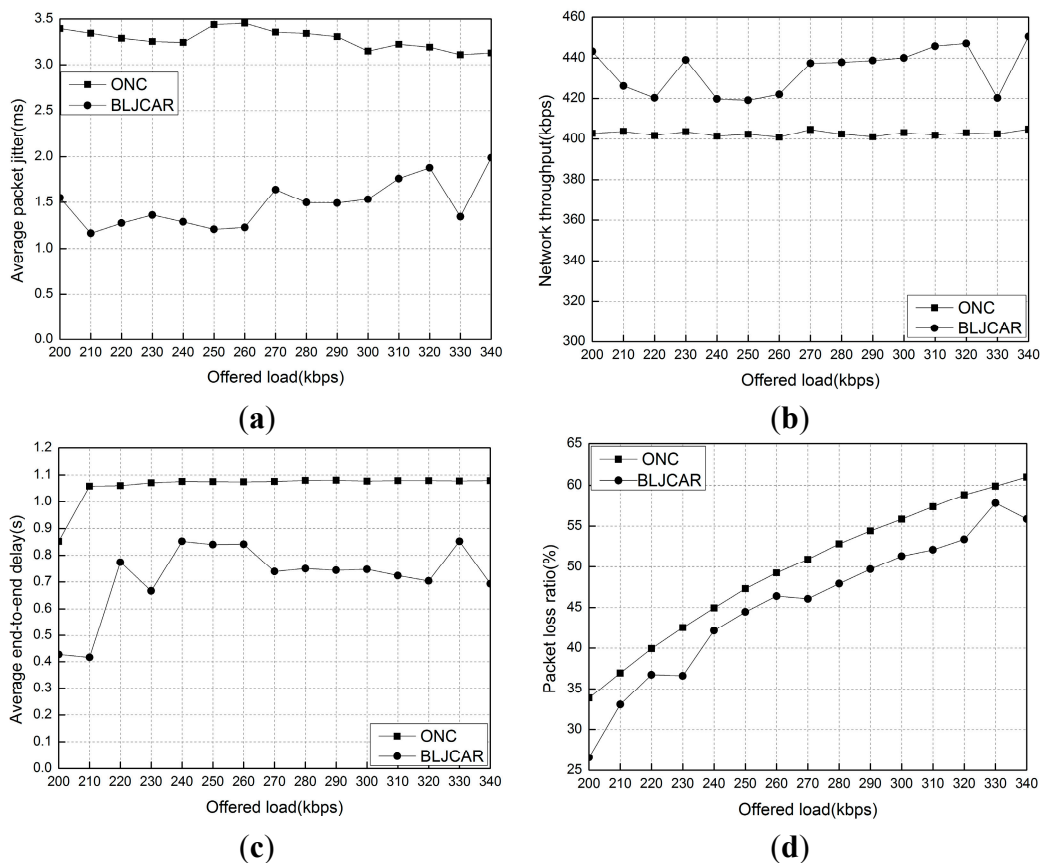 3.5
3.0
2.5
2.0
1.5
1.0
0.5
0.0
Average packet jitter(ms)
ONC
BLJCAR
200 210 220 230 240 250 260 270 280 290 300 310 320 330 340
Offered load(kbps)
(a)
460
440
420
400
380
360
340
320
300
Network throughput(kbps)
ONC
BLJCAR
200 210 220 230 240 250 260 270 280 290 300 310 320 330 340
Offered load(kbps)
(b)
1.2
1.1
1.0
0.9
0.8
0.7
0.6
0.5
0.4
0.3
0.2
0.1
0.0
Average end-to-end delay(s)
ONC
BLJCAR
200 210 220 230 240 250 260 270 280 290 300 310 320 330 340
Offered load(kbps)
(c)
65
60
55
50
45
40
35
30
25
Packet loss ratio(%)
ONC
BLJCAR
200 210 220 230 240 250 260 270 280 290 300 310 320 330 340
Offered load(kbps)
(d)